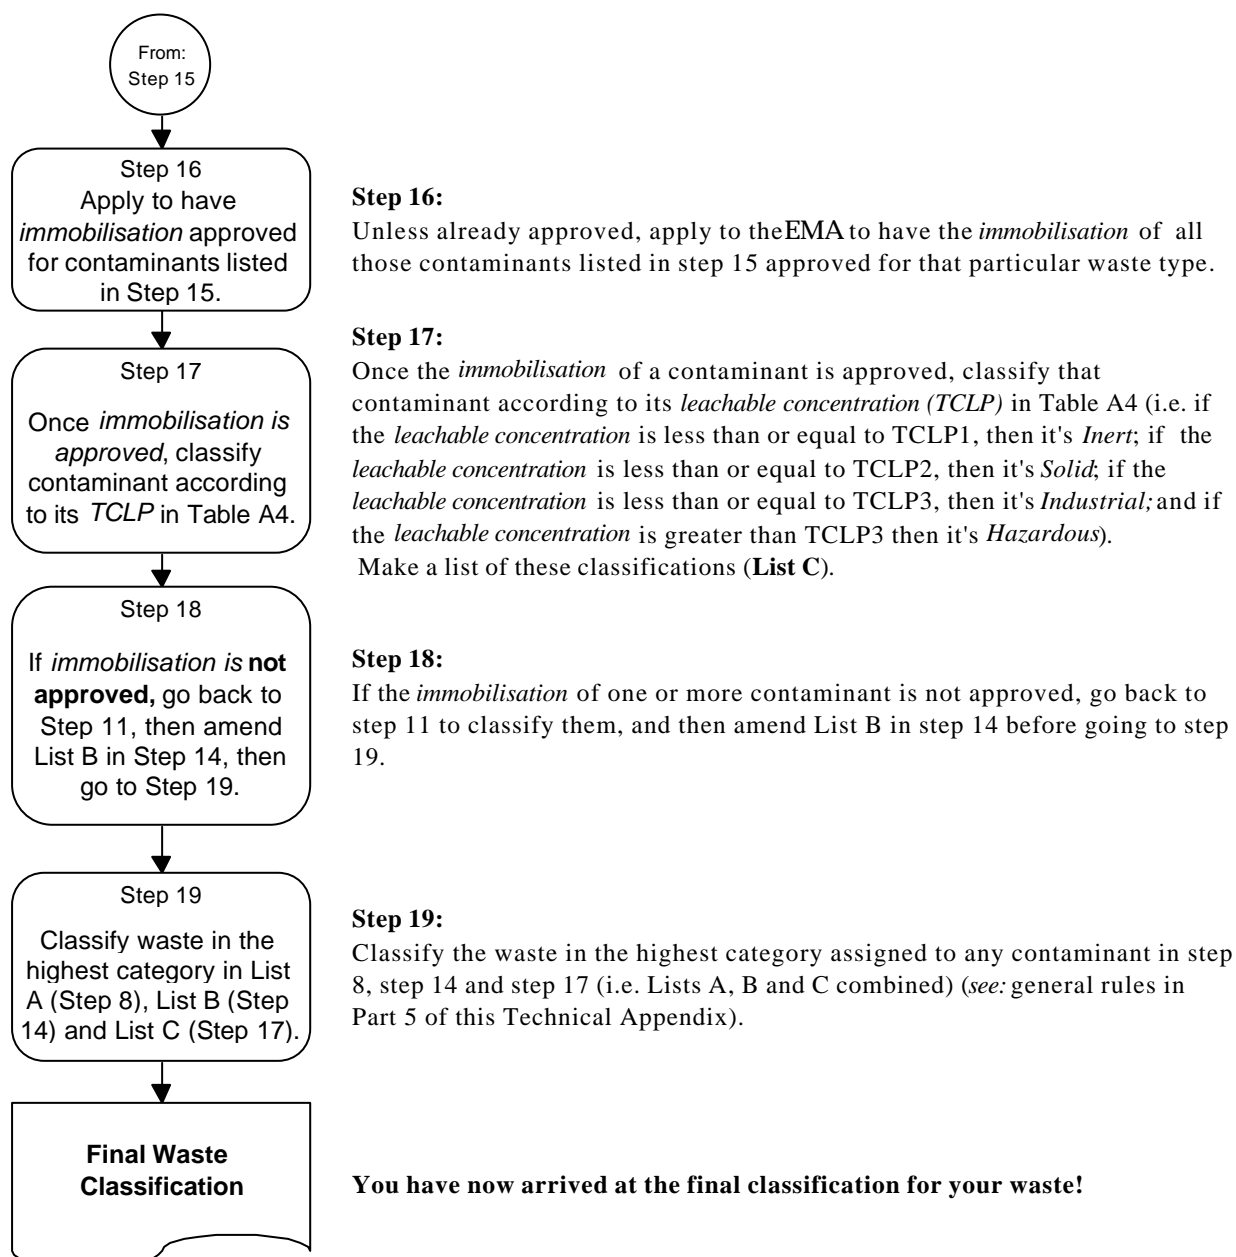 From:
Step 15
Step 16
Apply to have
immobilisation approved
for contaminants listed
in Step 15.
Step 16:
Unless already approved, apply to theEMA to have the immobilisation of all
those contaminants listed in step 15 approved for that particular waste type.
Step 17
Once immobilisation is
approved, classify
contaminant according
to its TCLP in Table A4.
Step 17:
Once the immobilisation of a contaminant is approved, classify that
contaminant according to its leachable concentration (TCLP) in Table A4 (i.e. if
the leachable concentration is less than or equal to TCLP1, then it's Inert; if the
leachable concentration is less than or equal to TCLP2, then it's Solid; if the
leachable concentration is less than or equal to TCLP3, then it's Industrial; and if
the leachable concentration is greater than TCLP3 then it's Hazardous).
Make a list of these classifications (List C).
Step 18
If immobilisation is not
approved, go back to
Step 11, then amend
List B in Step 14, then
go to Step 19.
Step 18:
If the immobilisation of one or more contaminant is not approved, go back to
step 11 to classify them, and then amend List B in step 14 before going to step
19.
Step 19
Classify waste in the
highest category in List
A (Step 8), List B (Step
14) and List C (Step 17).
Step 19:
Classify the waste in the highest category assigned to any contaminant in step
8, step 14 and step 17 (i.e. Lists A, B and C combined) (see: general rules in
Part 5 of this Technical Appendix).
Final Waste
Classification
You have now arrived at the final classification for your waste!